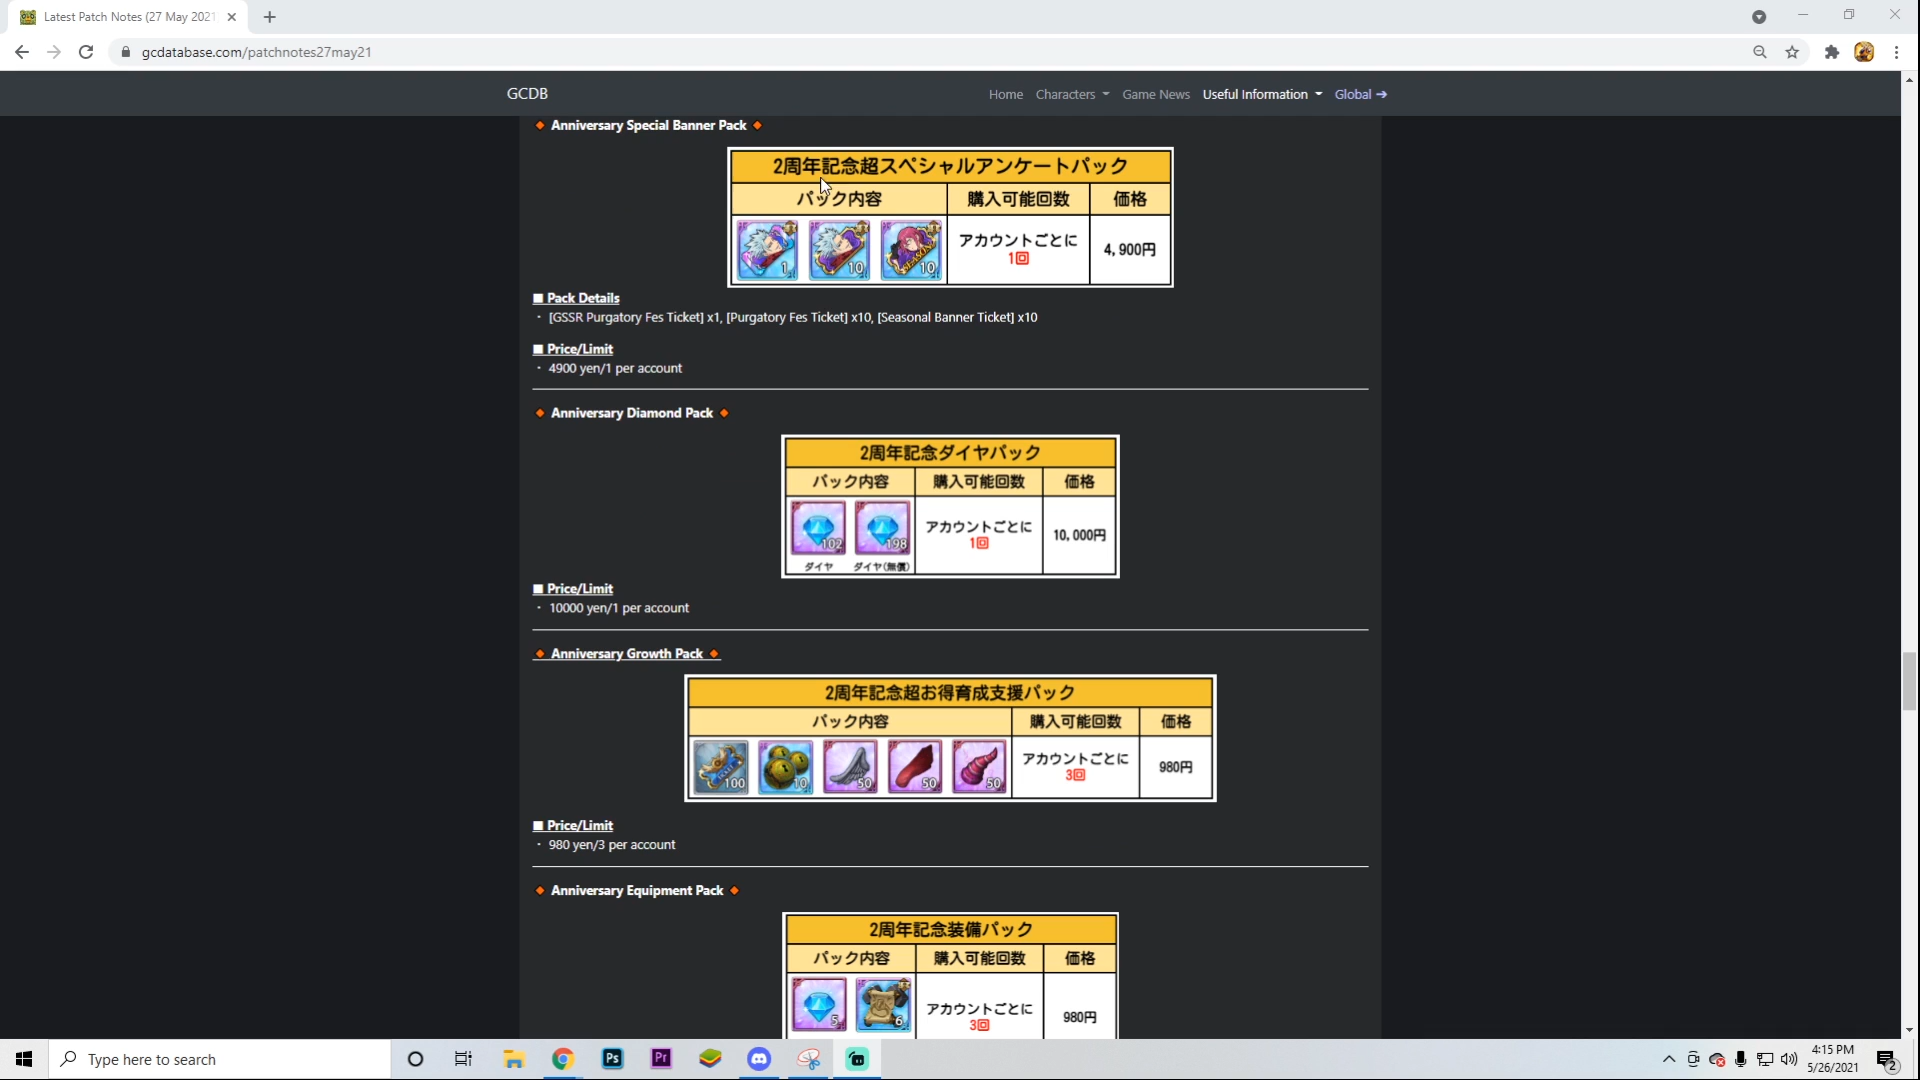 Latest Patch Notes (27 May 2021
gcdatabase.com/patchnotes27may21
GCDB
Home Characters Game News Useful Information Global ➔
Anniversary Special Banner Pack
2周年記念超スペシャルアンケートパック
パック内容 購入可能回数 価格
1 10 10 アカウントごとに 4,900円
SEASON 1回
■ Pack Details
・ [GSSR Purgatory Fes Ticket] x1, [Purgatory Fes Ticket] x10, [Seasonal Banner Ticket] x10
■ Price/Limit
・ 4900 yen/1 per account
Anniversary Diamond Pack
2周年記念ダイヤパック
パック内容 購入可能回数 価格
102 198 アカウントごとに 10,000円
1回
ダイヤ ダイヤ(無償)
■ Price/Limit
・ 10000 yen/1 per account
Anniversary Growth Pack
2周年記念超お得育成支援パック
パック内容 購入可能回数 価格
100 10 50 50 50 アカウントごとに 980円
3回
■ Price/Limit
・ 980 yen/3 per account
Anniversary Equipment Pack
2周年記念装備パック
パック内容 購入可能回数 価格
5 6 アカウントごとに 980円
3回
Type here to search
Ps
Pr
4:15 PM
5/26/2021
2